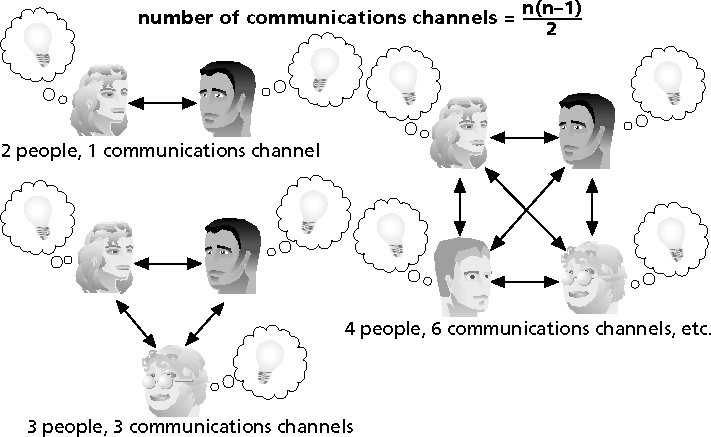 number of communications channels = n(n–1)
2
2 people, 1 communications channel
4 people, 6 communications channels, etc.
3 people, 3 communications channels